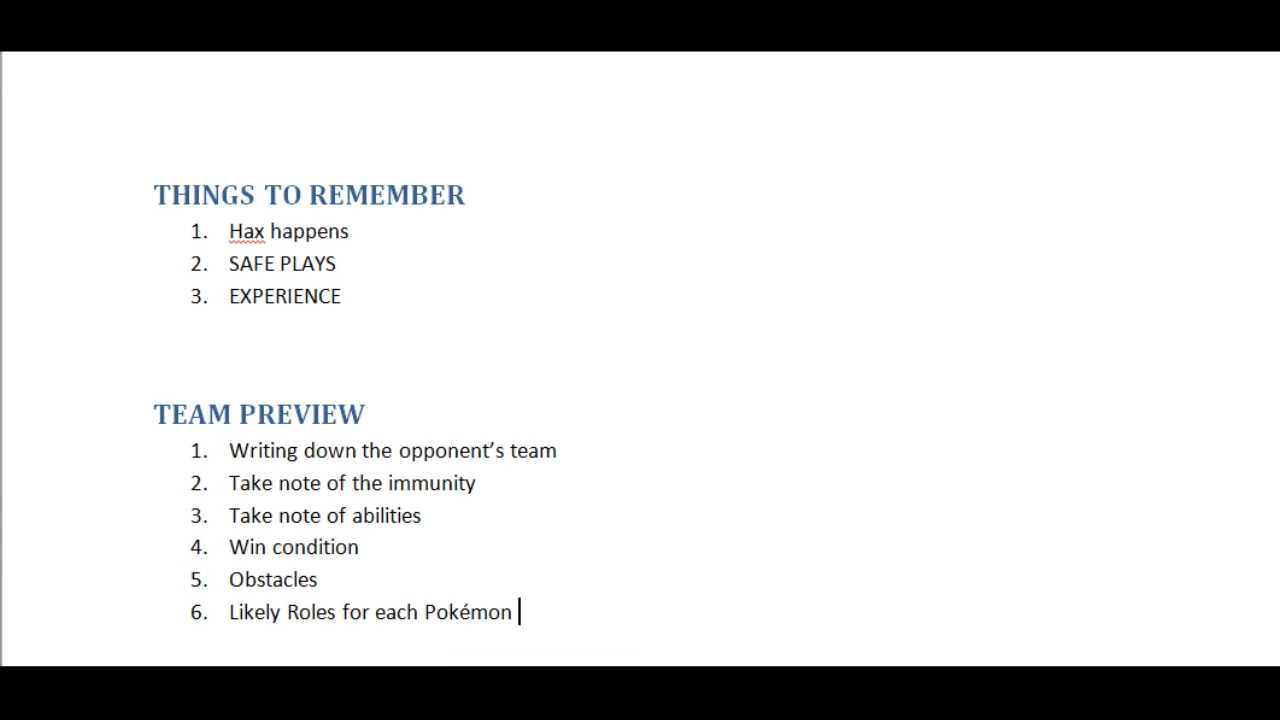 THINGS TO REMEMBER
1. Hax happens
2. SAFE PLAYS
3. EXPERIENCE
TEAM PREVIEW
1. Writing down the opponent’s team
2. Take note of the immunity
3. Take note of abilities
4. Win condition
5. Obstacles
6. Likely Roles for each Pokémon